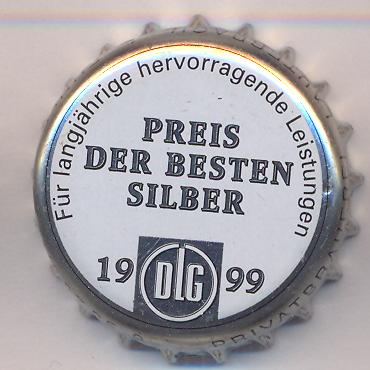 Für langjährige hervorragende Leistungen
PREIS
DER BESTEN
SILBER
19 DLG 99